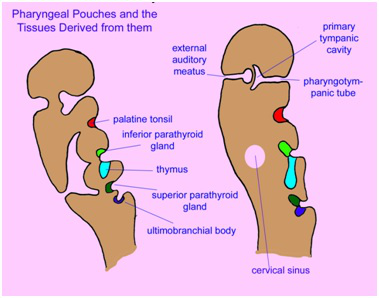 Pharyngeal Pouches and the
Tissues Derived from them
palatine tonsil
inferior parathyroid
gland
thymus
superior parathyroid
gland
ultimobranchial body
external
auditory
meatus
primary
tympanic
cavity
pharyngotym-
panic tube
cervical sinus